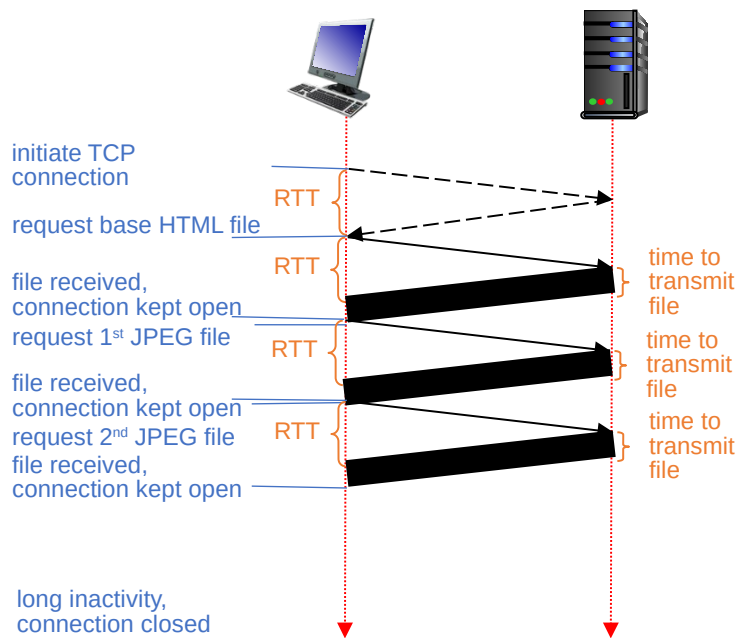 initiate TCP
connection
RTT
request base HTML file
RTT
time to
transmit
file
file received,
connection kept open
request 1st JPEG file
RTT
time to
transmit
file
file received,
connection kept open
request 2nd JPEG file
RTT
time to
transmit
file
file received,
connection kept open
long inactivity,
connection closed